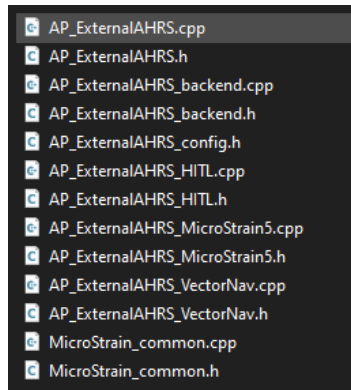 AP_ExternalAHRS.cpp
AP_ExternalAHRS.h
AP_ExternalAHRS_backend.cpp
AP_ExternalAHRS_backend.h
AP_ExternalAHRS_config.h
AP_ExternalAHRS_HITL.cpp
AP_ExternalAHRS_HITL.h
AP_ExternalAHRS_MicroStrain5.cpp
AP_ExternalAHRS_MicroStrain5.h
AP_ExternalAHRS_VectorNav.cpp
AP_ExternalAHRS_VectorNav.h
MicroStrain_common.cpp
MicroStrain_common.h